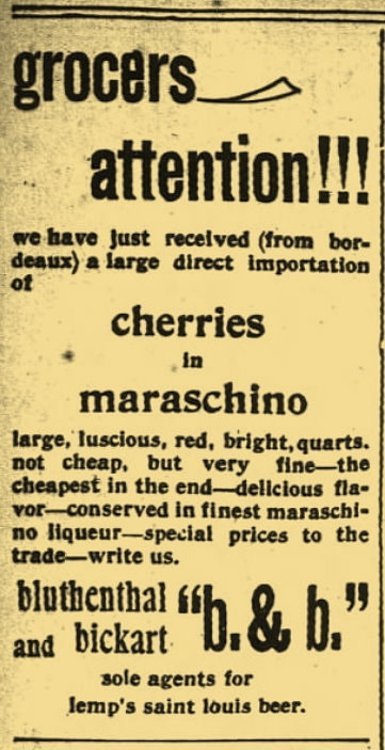 grocers
attention!!!
we have just received (from bor-
deaux) a large direct importation
of
cherries
in
maraschino
large, luscious, red, bright, quarts.
not cheap, but very fine—the
cheapest in the end—delicious fla-
vor—conserved in finest maraschi-
no liqueur—special prices to the
trade—write us.
bluthenthal "b. & b."
and bickart
sole agents for
lemp's saint louis beer.